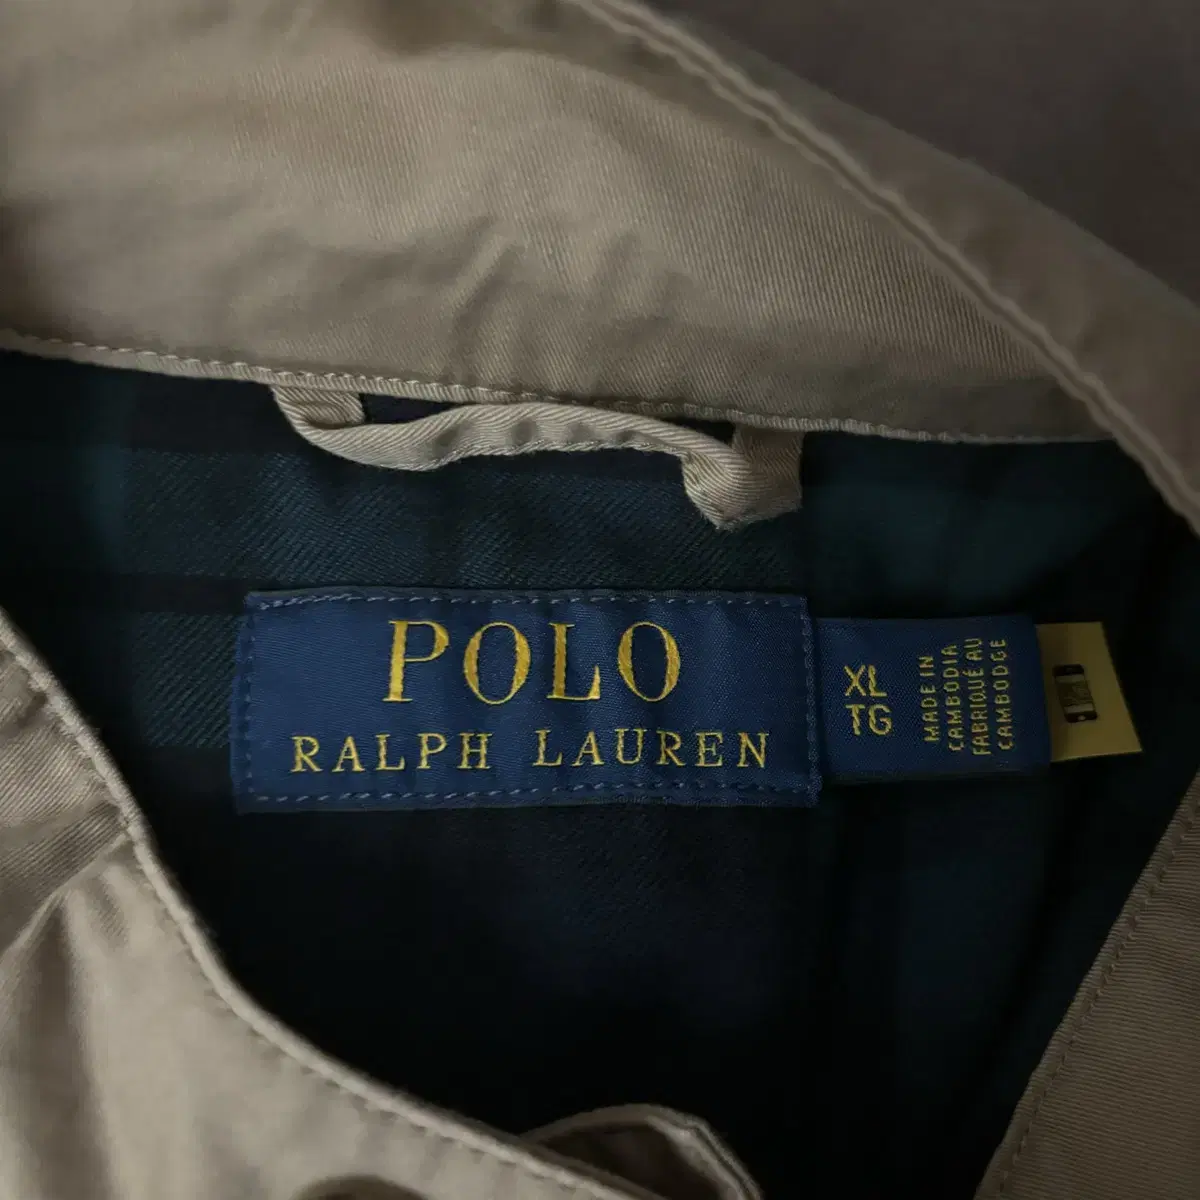 POLO
RALPH LAUREN
XL
TG
MADE IN
CAMBODIA
FABRIQUÉ AU
CAMBODGE